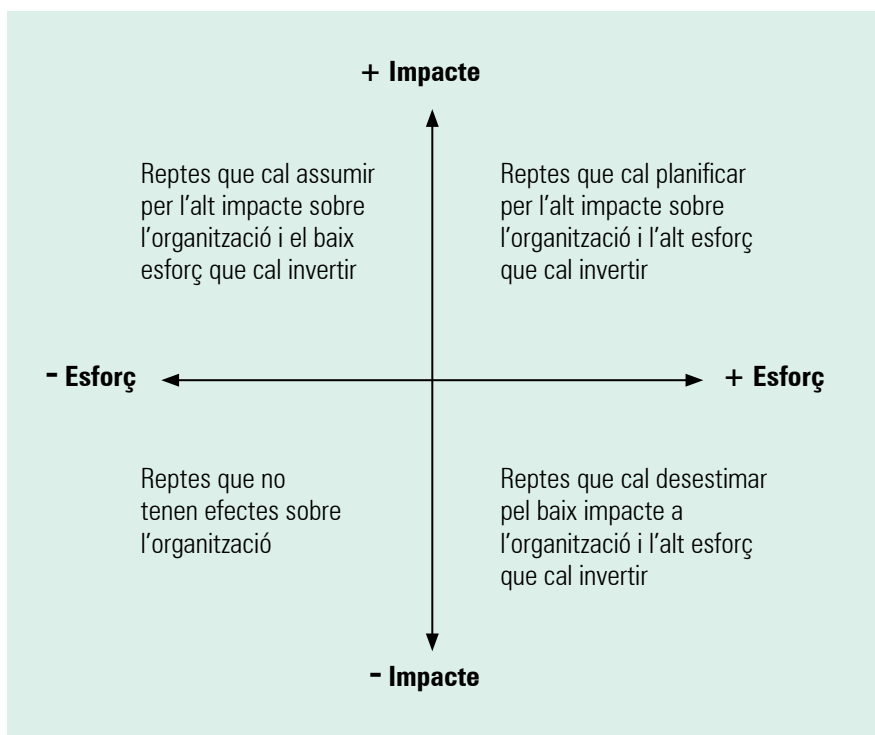 + Impacte
Reptes que cal assumir
per l'alt impacte sobre
l'organització i el baix
esforç que cal invertir
Reptes que cal planificar
per l'alt impacte sobre
l'organització i l'alt esforç
que cal invertir
- Esforç
+ Esforç
Reptes que no
tenen efectes sobre
l'organització
Reptes que cal desestimar
pel baix impacte a
l'organització i l'alt esforç
que cal invertir
- Impacte